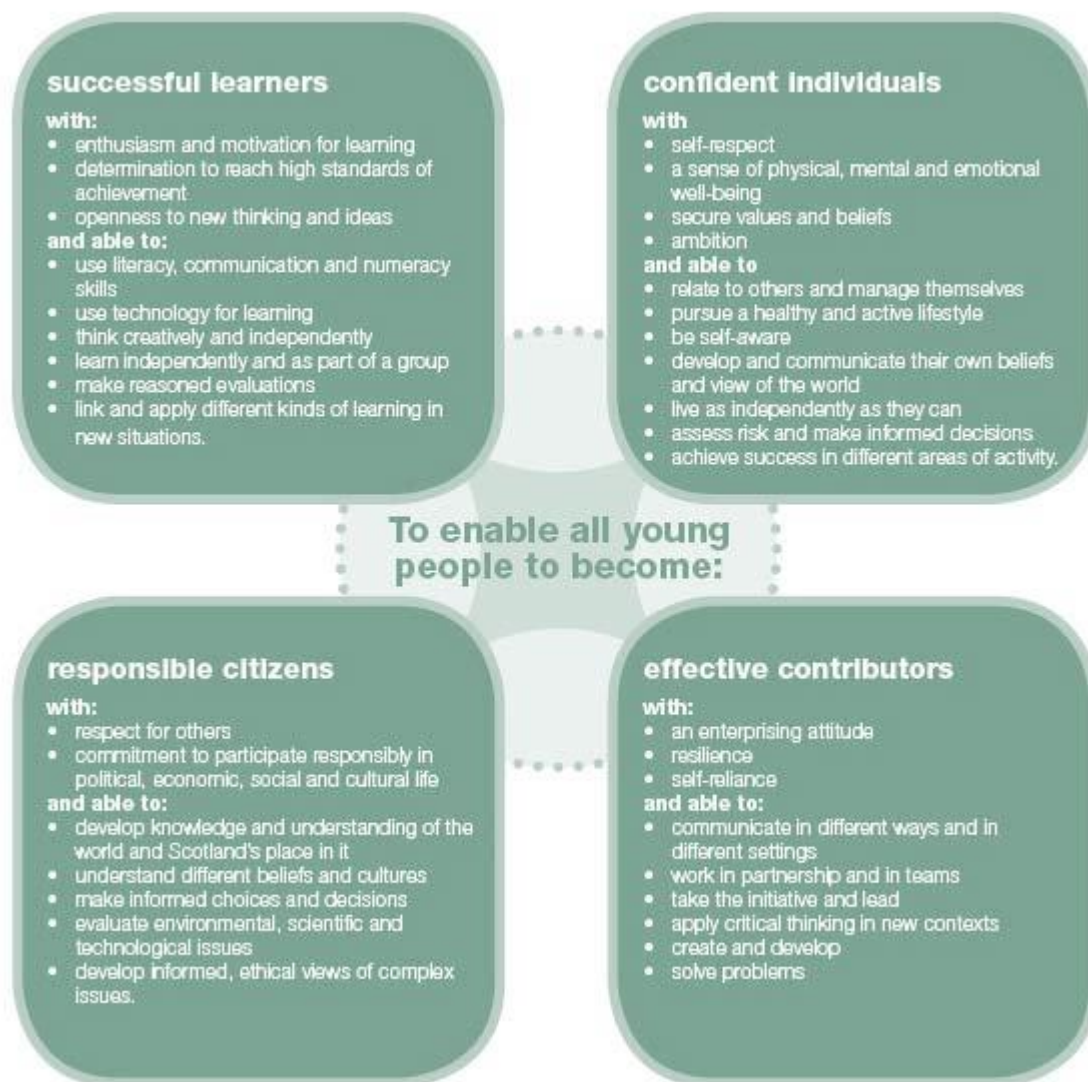 successful learners
with:
• enthusiasm and motivation for learning
• determination to reach high standards of
achievement
• openness to new thinking and ideas
and able to:
• use literacy, communication and numeracy
skills
• use technology for learning
• think creatively and independently
• learn independently and as part of a group
• make reasoned evaluations
• link and apply different kinds of learning in
new situations.
confident individuals
with
• self-respect
• a sense of physical, mental and emotional
well-being
• secure values and beliefs
• ambition
and able to
• relate to others and manage themselves
• pursue a healthy and active lifestyle
• be self-aware
• develop and communicate their own beliefs
and view of the world
• live as independently as they can
• assess risk and make informed decisions
• achieve success in different areas of activity.
To enable all young
people to become:
responsible citizens
with:
• respect for others
• commitment to participate responsibly in
political, economic, social and cultural life
and able to:
• develop knowledge and understanding of the
world and Scotland's place in it
• understand different beliefs and cultures
• make informed choices and decisions
• evaluate environmental, scientific and
technological issues
• develop informed, ethical views of complex
issues.
effective contributors
with:
• an enterprising attitude
• resilience
• self-reliance
and able to:
• communicate in different ways and in
different settings
• work in partnership and in teams
• take the initiative and lead
• apply critical thinking in new contexts
• create and develop
• solve problems